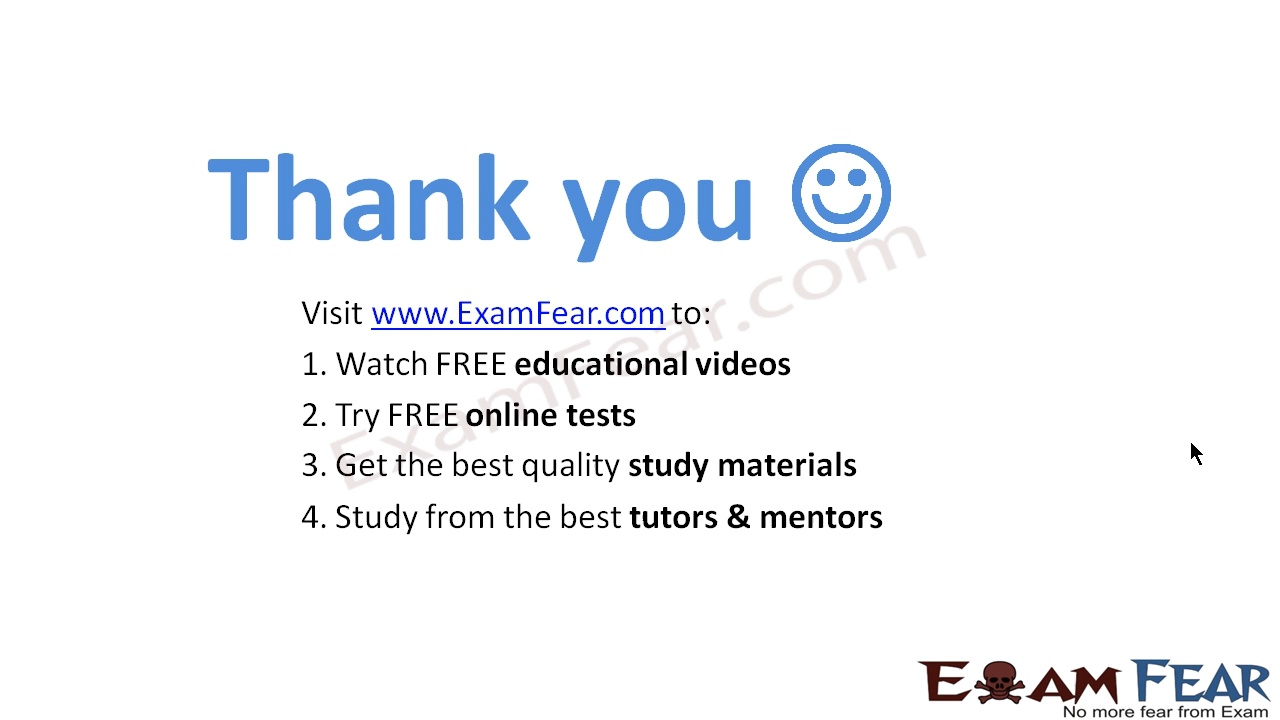 Thank you ☺
Visit www.ExamFear.com to:
1. Watch FREE educational videos
2. Try FREE online tests
3. Get the best quality study materials
4. Study from the best tutors & mentors
ExamFear.com
EXAM FEAR
No more fear from Exam